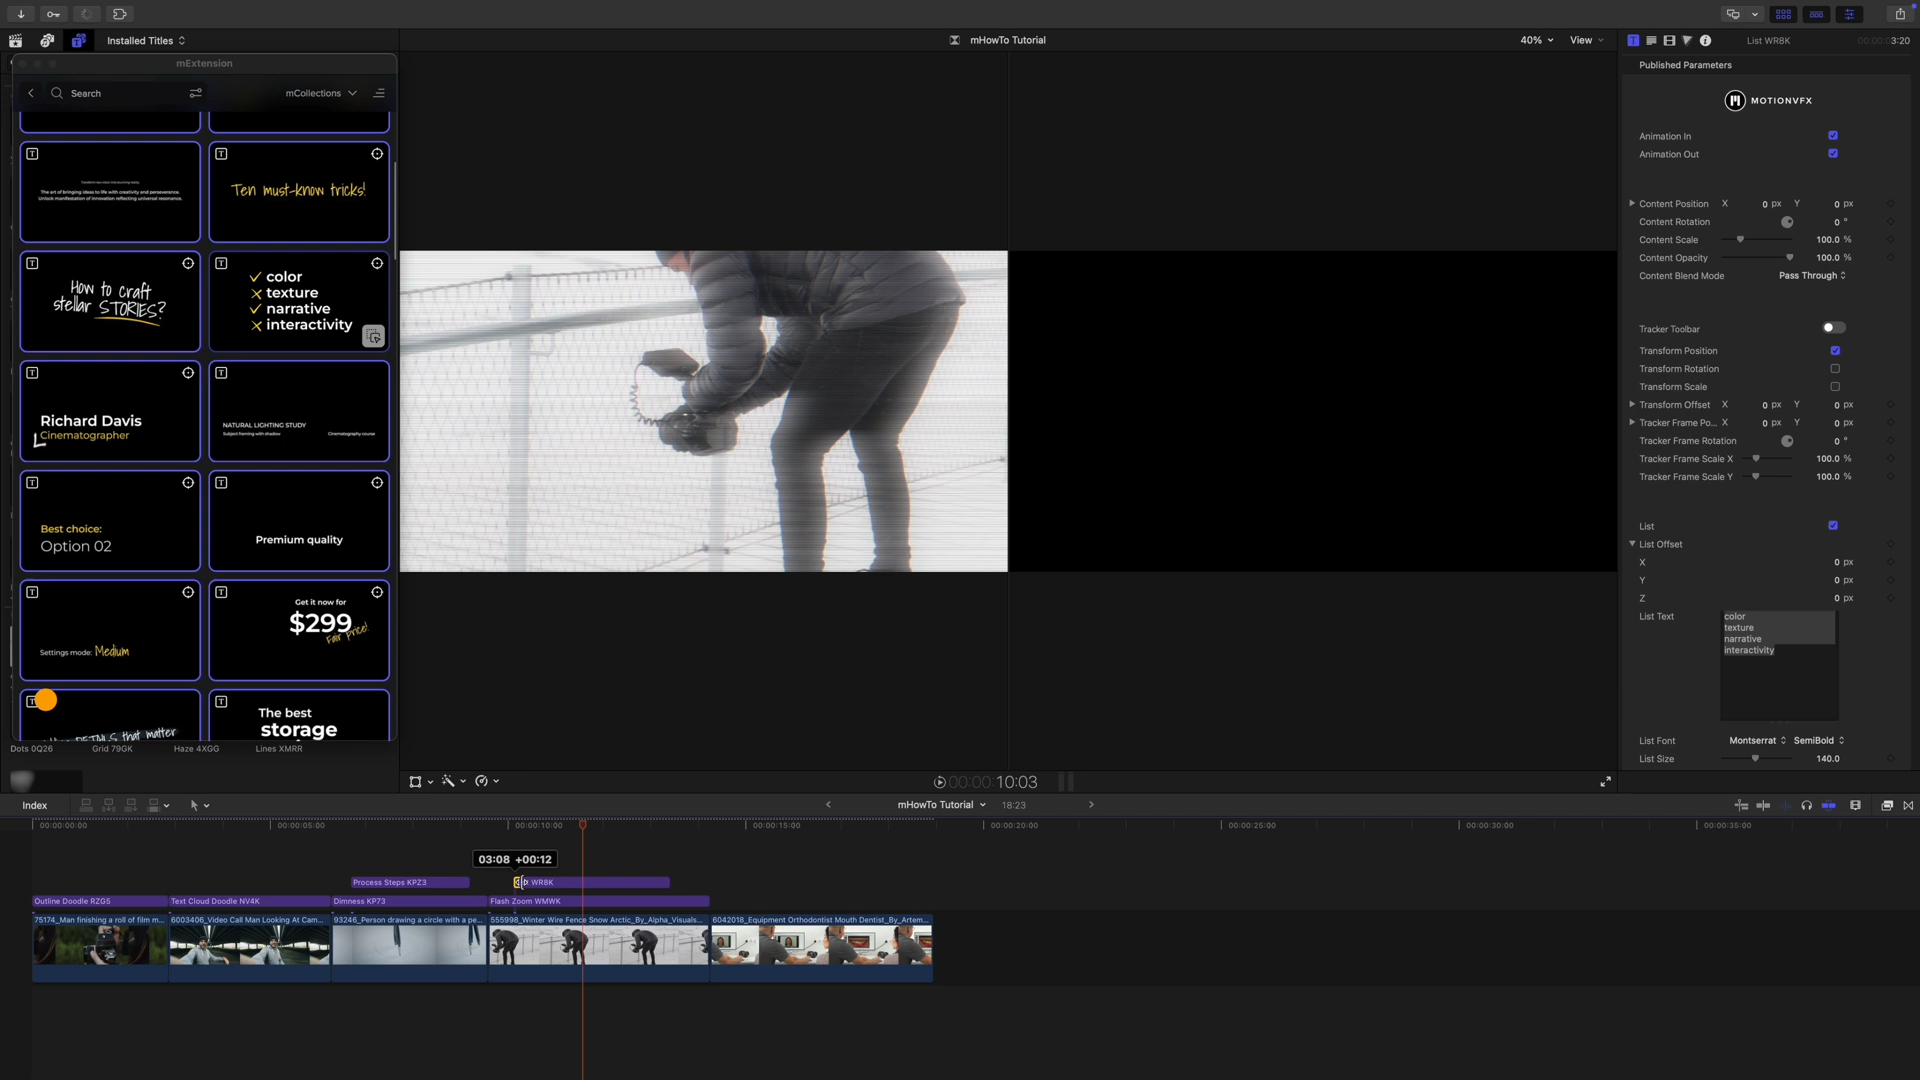 Installed Titles
mHowTo Tutorial
40%
View
List WR8K
00:00:03:20
mExtension
Search
mCollections
Published Parameters
MOTIONVFX
Animation In
Animation Out
The art of bringing ideas to life with creativity and perseverance.
Unlock manifestation of innovation reflecting universal resonance.
Ten must-know tricks!
Content Position X 0 px Y 0 px
Content Rotation 0 °
Content Scale 100.0 %
Content Opacity 100.0 %
Content Blend Mode Pass Through
How to craft
stellar STORIES?
color
texture
narrative
interactivity
Tracker Toolbar
Transform Position
Transform Rotation
Transform Scale
Transform Offset X 0 px Y 0 px
Tracker Frame Po... X 0 px Y 0 px
Tracker Frame Rotation 0 °
Tracker Frame Scale X 100.0 %
Tracker Frame Scale Y 100.0 %
Richard Davis
Cinematographer
NATURAL LIGHTING STUDY
Subject framing with shadow
Cinematography course
Best choice:
Option 02
Premium quality
List
List Offset
X 0 px
Y 0 px
Z 0 px
List Text
color
texture
narrative
interactivity
Settings mode: Medium
Get it now for
$299
Fair price!
DETAILS that matter
The best
storage
List Font Montserrat SemiBold
List Size 140.0
Dots 0Q26
Grid 79GK
Haze 4XGG
Lines XMRR
00:00:10:03
Index
mHowTo Tutorial
18:23
00:00:00:00
00:00:05:00
00:00:10:00
00:00:15:00
00:00:20:00
00:00:25:00
00:00:30:00
00:00:35:00
03:08 +00:12
Process Steps KPZ3
WR8K
Outline Doodle RZG5
Text Cloud Doodle NV4K
Dimness KP73
Flash Zoom WMWK
75174_Man finishing a roll of film m...
6003406_Video Call Man Looking At Cam...
93246_Person drawing a circle with a pe...
555998_Winter Wire Fence Snow Arctic_By_Alpha_Visuals...
6042018_Equipment Orthodontist Mouth Dentist_By_Artem...